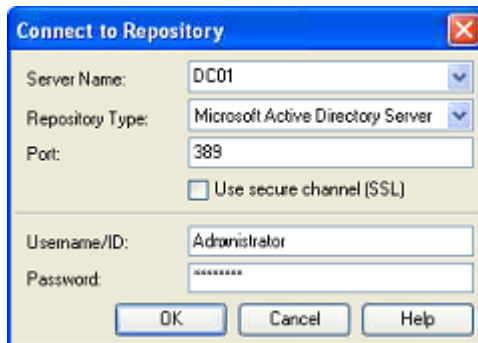 Connect to Repository
Server Name: DC01
Repository Type: Microsoft Active Directory Server
Port: 389
Use secure channel (SSL)
Username/ID: Administrator
Password: ********
OK Cancel Help